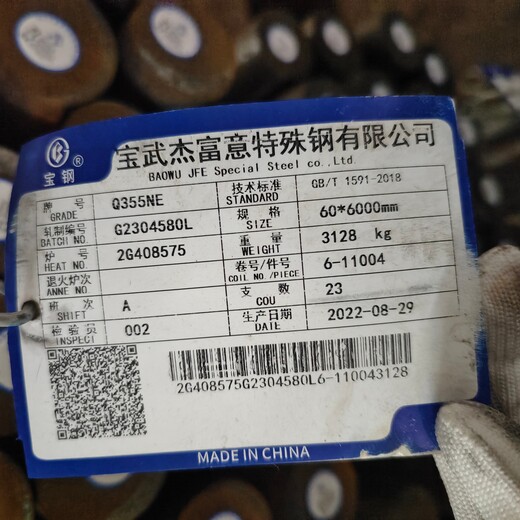 宝武杰富意特殊钢有限公司
BAOWU JFE Special Steel co.,Ltd.
®
宝钢
牌号 GRADE Q355NE 技术标准 STANDARD GB/T 1591-2018
轧制编号 BATCH NO. G2304580L 规格 SIZE 60*6000mm
炉号 HEAT NO. 2G408575 重量 WEIGHT 3128 kg
退火炉次 ANNE NO 卷号/件号 COIL NO./PIECE 6-11004
班次 SHIFT A 支数 COU 23
检验员 INSPECT 002 生产日期 DATE 2022-08-29
2G408575G2304580L6-110043128
MADE IN CHINA